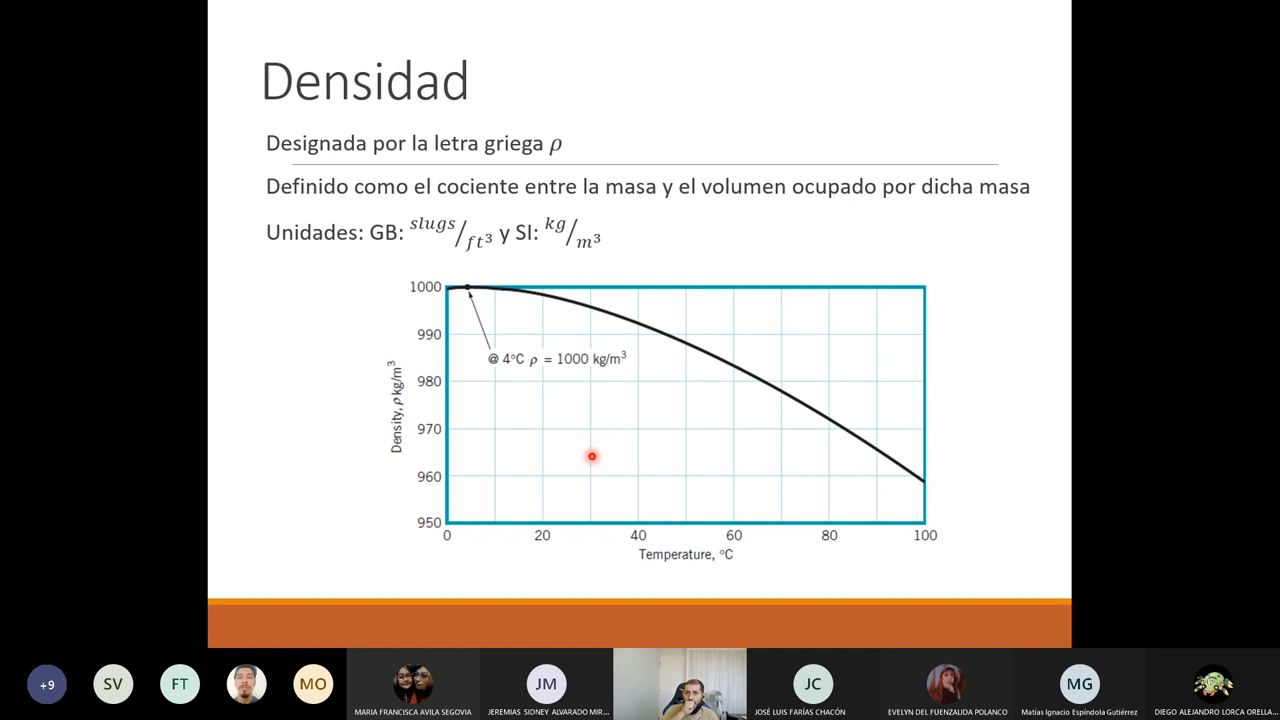 Densidad
Designada por la letra griega ρ
Definido como el cociente entre la masa y el volumen ocupado por dicha masa
Unidades: GB: slugs/ft³ y SI: kg/m³
1000
990
980
970
960
950
Density, ρ kg/m³
@ 4°C ρ = 1000 kg/m³
0 20 40 60 80 100
Temperature, °C
+9
SV
FT
MO
MARIA FRANCISCA AVILA SEGOVIA
JM
JEREMIAS SIDNEY ALVARADO MIR...
JC
JOSÉ LUIS FARÍAS CHACÓN
EVELYN DEL FUENZALIDA POLANCO
MG
Matías Ignacio Espíndola Gutiérrez
DIEGO ALEJANDRO LORCA ORELLA...